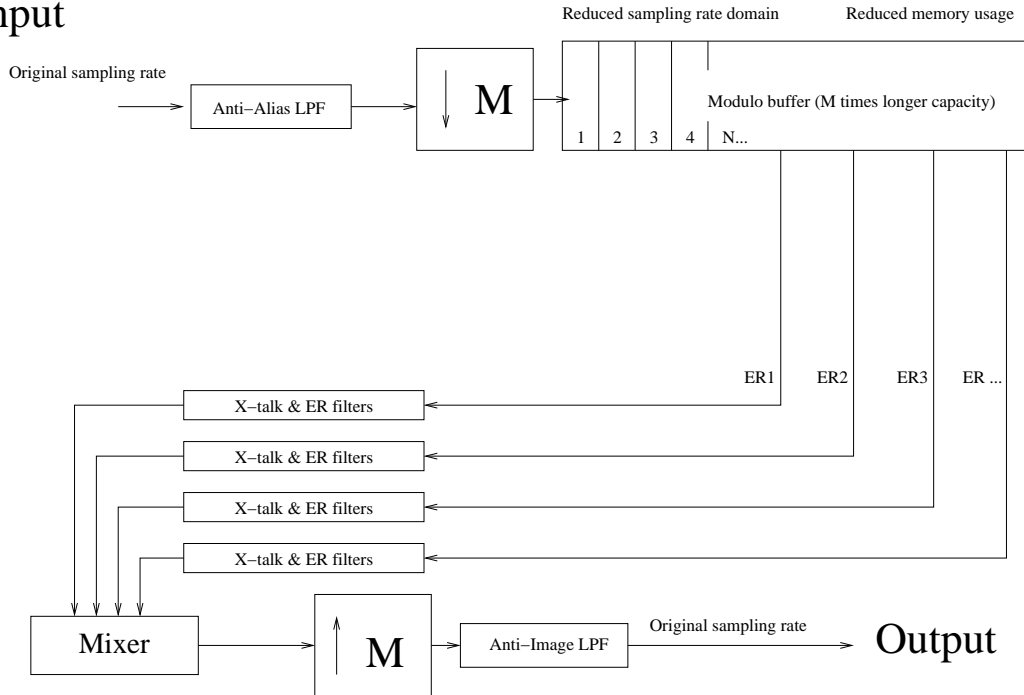 nput
Reduced sampling rate domain
Reduced memory usage
Original sampling rate
Anti-Alias LPF
M
Modulo buffer (M times longer capacity)
1 2 3 4 N...
ER1 ER2 ER3 ER ...
X-talk & ER filters
X-talk & ER filters
X-talk & ER filters
X-talk & ER filters
Mixer
M
Anti-Image LPF
Original sampling rate
Output